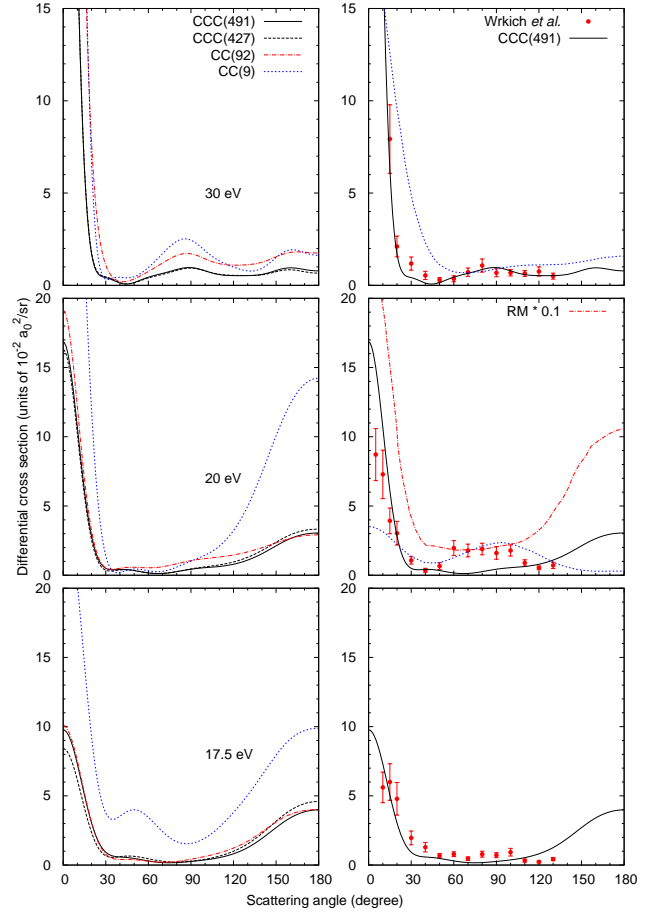 CCC(491)
CCC(427)
CC(92)
CC(9)
30 eV
15
10
5
0
Wrkich et al.
CCC(491)
15
10
5
0
Differential cross section (units of 10⁻² a₀²/sr)
20 eV
20
15
10
5
0
RM * 0.1
20
15
10
5
0
17.5 eV
20
15
10
5
0
0 30 60 90 120 150 180
Scattering angle (degree)
20
15
10
5
0
0 30 60 90 120 150 180
Scattering angle (degree)